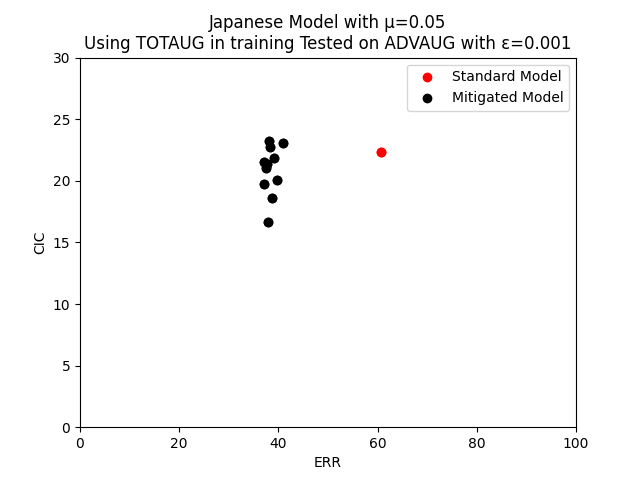 Japanese Model with μ=0.05
Using TOTAUG in training Tested on ADVAUG with ε=0.001
30
25
20
15
10
5
0
CIC
Standard Model
Mitigated Model
0 20 40 60 80 100
ERR